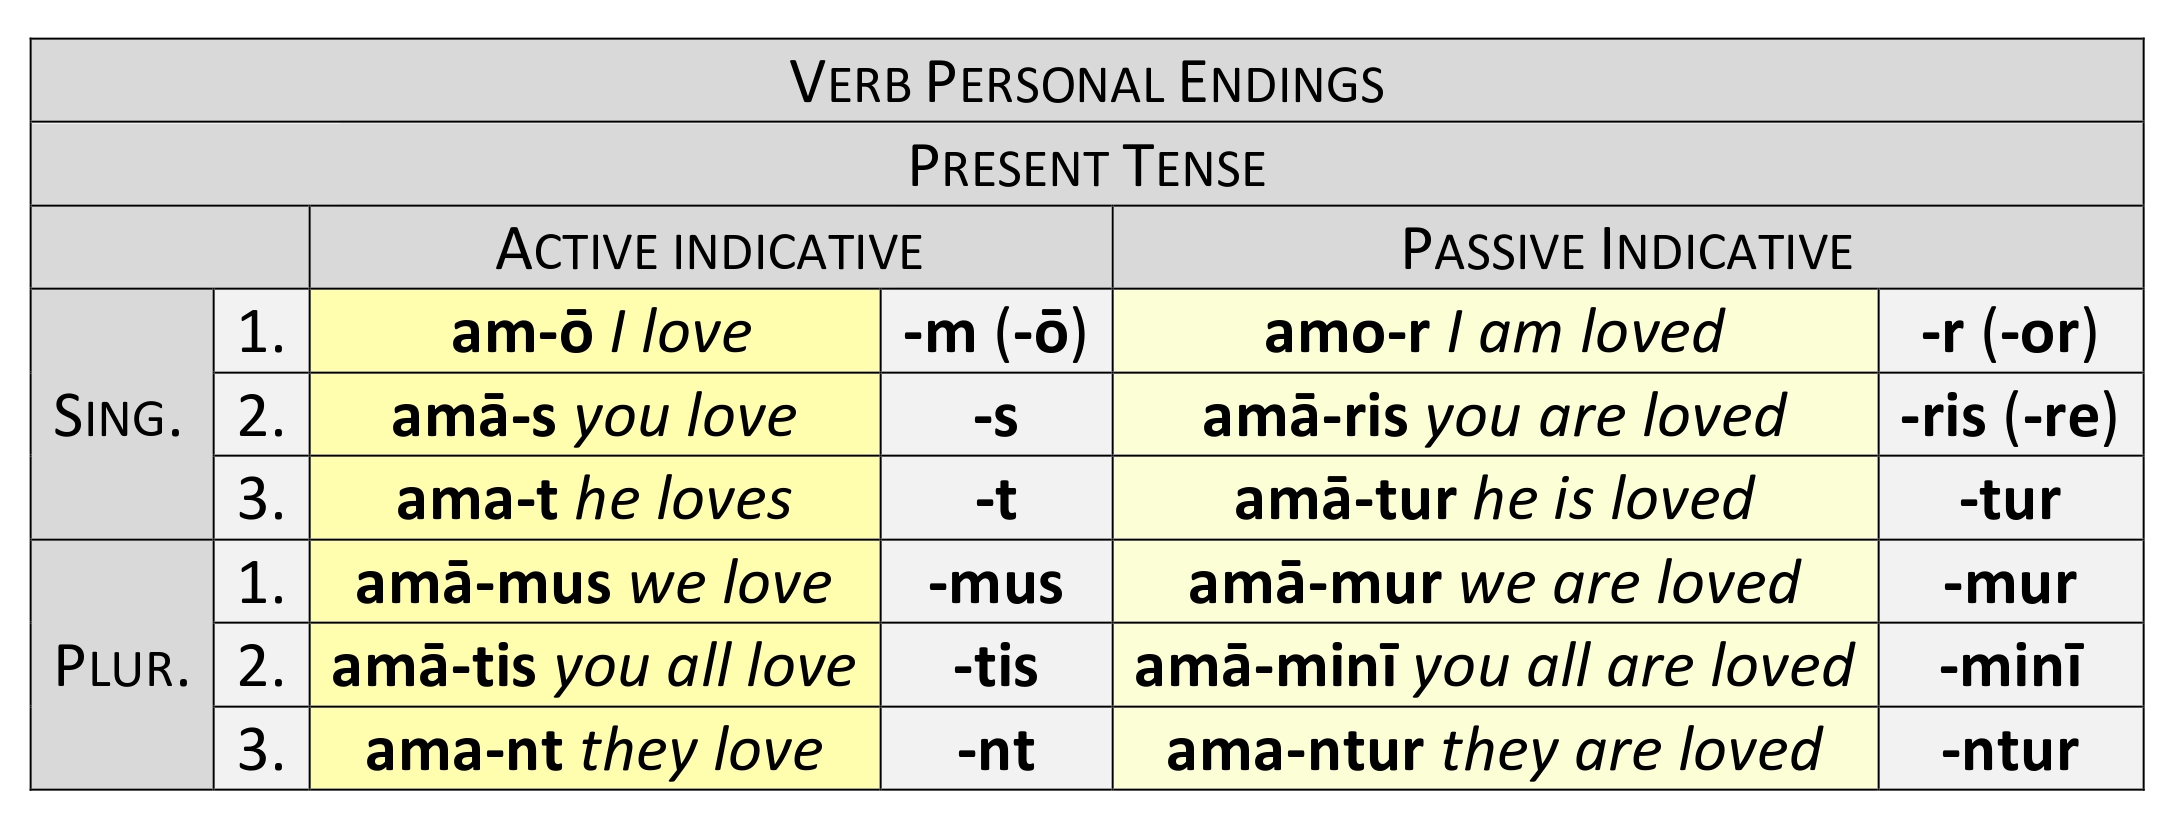 VERB PERSONAL ENDINGS
PRESENT TENSE
ACTIVE INDICATIVE PASSIVE INDICATIVE
SING. 1. am-ō I love -m (-ō) amo-r I am loved -r (-or)
2. amā-s you love -s amā-ris you are loved -ris (-re)
3. ama-t he loves -t amā-tur he is loved -tur
PLUR. 1. amā-mus we love -mus amā-mur we are loved -mur
2. amā-tis you all love -tis amā-minī you all are loved -minī
3. ama-nt they love -nt ama-ntur they are loved -ntur